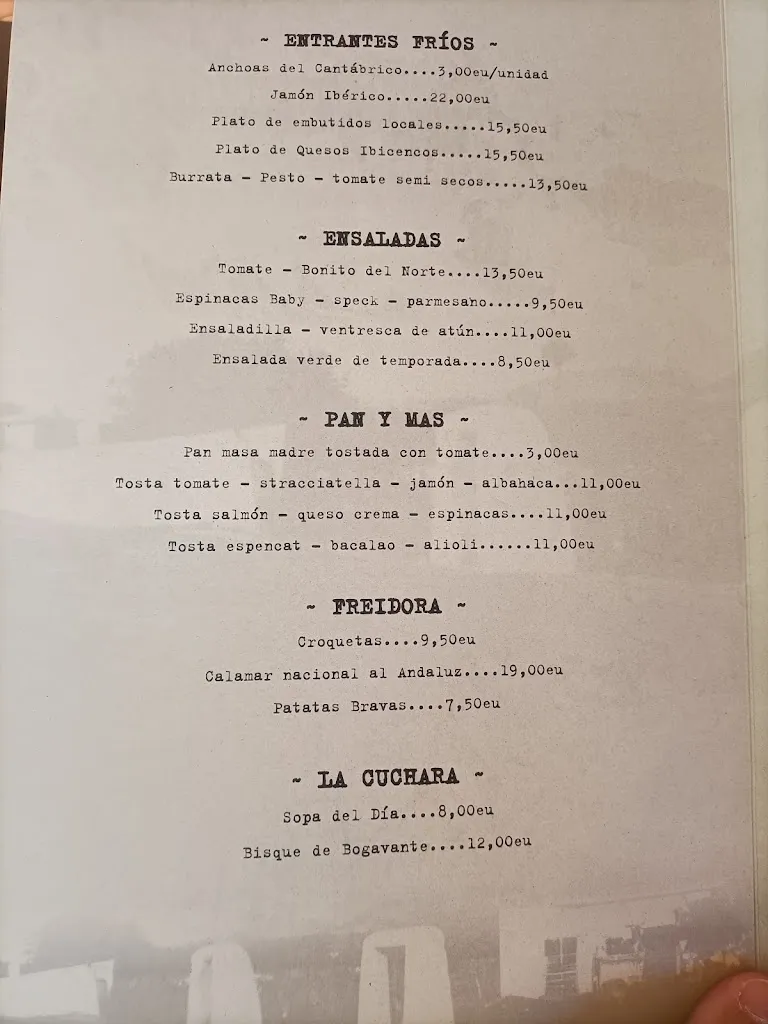 ~ ENTRANTES FRÍOS ~
Anchoas del Cantábrico....3,00eu/unidad
Jamón Ibérico.....22,00eu
Plato de embutidos locales.....15,50eu
Plato de Quesos Ibicencos.....15,50eu
Burrata - Pesto - tomate semi secos.....13,50eu
~ ENSALADAS ~
Tomate - Bonito del Norte....13,50eu
Espinacas Baby - speck - parmesano.....9,50eu
Ensaladilla - ventresca de atún....11,00eu
Ensalada verde de temporada....8,50eu
~ PAN Y MAS ~
Pan masa madre tostada con tomate....3,00eu
Tosta tomate - stracciatella - jamón - albahaca...11,00eu
Tosta salmón - queso crema - espinacas....11,00eu
Tosta espencat - bacalao - alioli......11,00eu
~ FREIDORA ~
Croquetas....9,50eu
Calamar nacional al Andaluz....19,00eu
Patatas Bravas....7,50eu
~ LA CUCHARA ~
Sopa del Día....8,00eu
Bisque de Bogavante....12,00eu